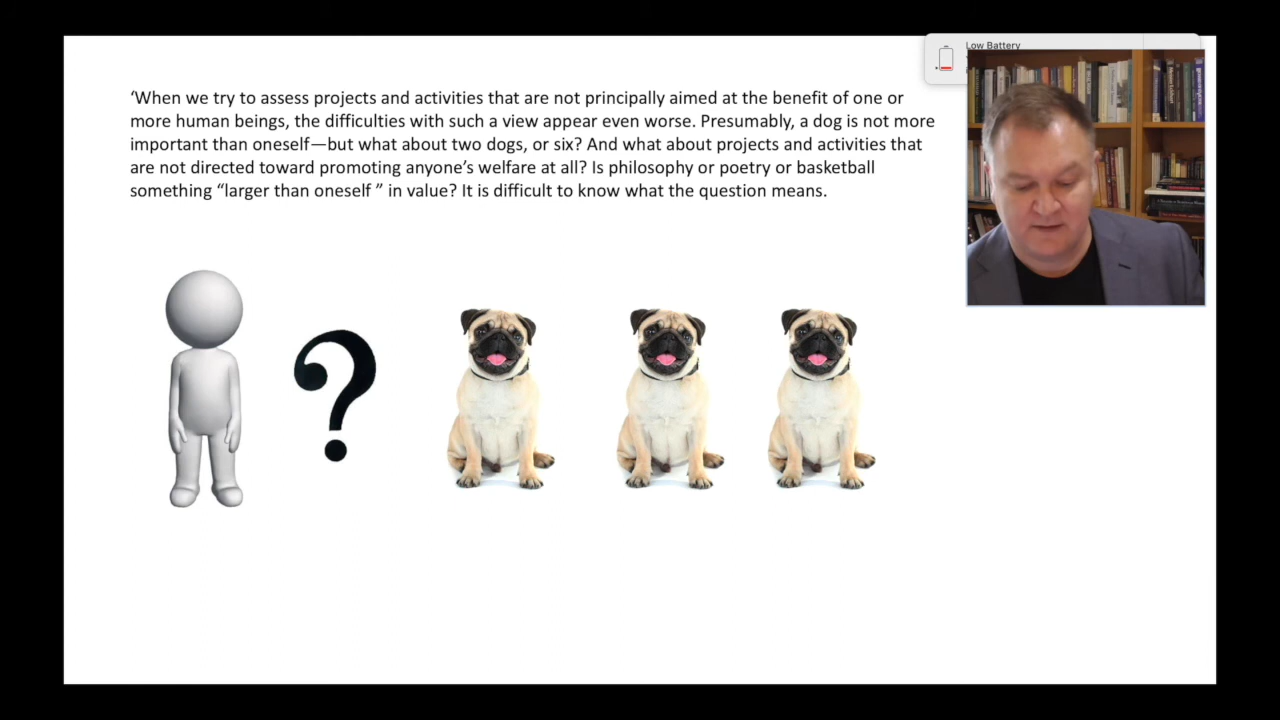 Low Battery
‘When we try to assess projects and activities that are not principally aimed at the benefit of one or
more human beings, the difficulties with such a view appear even worse. Presumably, a dog is not more
important than oneself—but what about two dogs, or six? And what about projects and activities that
are not directed toward promoting anyone’s welfare at all? Is philosophy or poetry or basketball
something “larger than oneself ” in value? It is difficult to know what the question means.
?